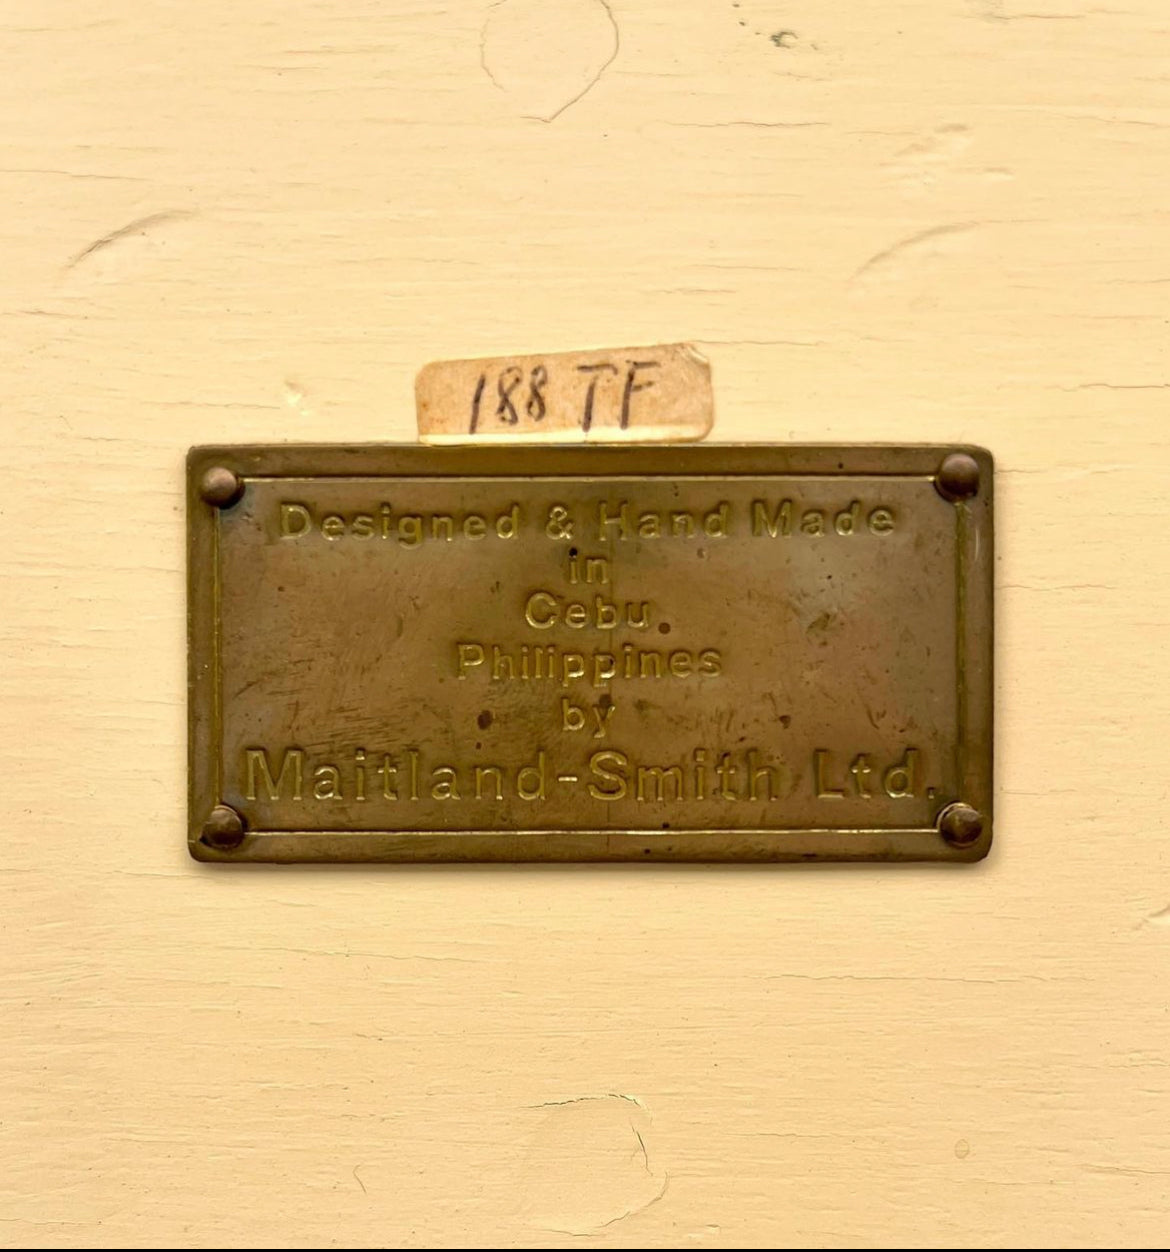 188 TF
Designed & Hand Made
in
Cebu
Philippines
by
Maitland-Smith Ltd.